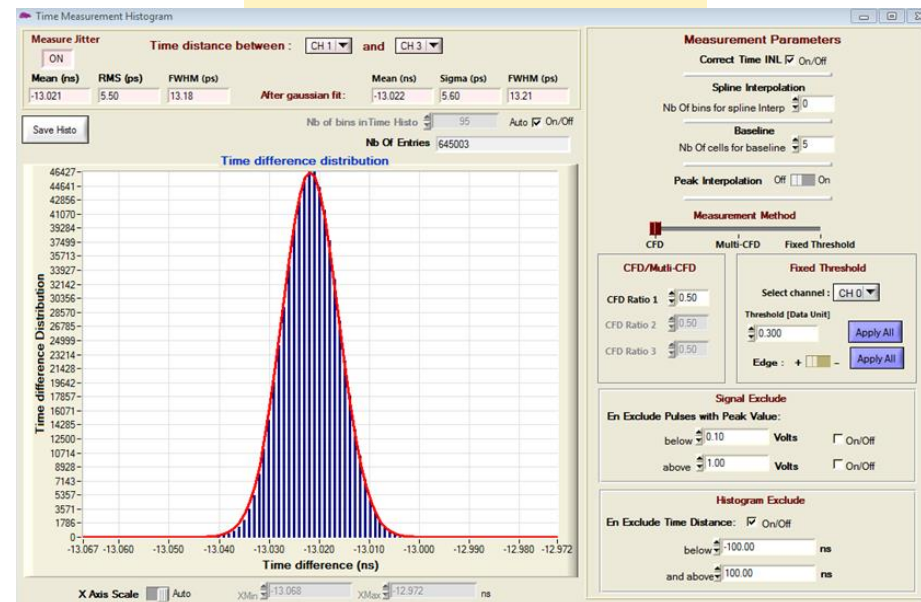 Time Measurement Histogram
Measure Jitter
ON
Time distance between : CH 1 and CH 3
Mean (ns) RMS (ps) FWHM (ps) Mean (ns) Sigma (ps) FWHM (ps)
-13.021 5.50 13.18 After gaussian fit: -13.022 5.60 13.21
Save Histo
Nb of bins in Time Histo 95 Auto On/Off
Nb Of Entries 645003
Time difference distribution
Time difference Distribution
46427
44641
42856
41070
39284
37499
35713
33927
32142
30356
28570
26785
24999
23214
21428
19642
17857
16071
14285
12500
10714
8928
7143
5357
3571
1786
0
-13.067 -13.060 -13.050 -13.040 -13.030 -13.020 -13.010 -13.000 -12.990 -12.980 -12.972
Time difference (ns)
X Axis Scale Auto XMin -13.068 XMax -12.972 ns
Measurement Parameters
Correct Time INL On/Off
Spline Interpolation
Nb Of bins for spline Interp 0
Baseline
Nb Of cells for baseline 5
Peak Interpolation Off On
Measurement Method
CFD Multi-CFD Fixed Threshold
CFD/Mutli-CFD
CFD Ratio 1 0.50
CFD Ratio 2 0.50
CFD Ratio 3 0.50
Fixed Threshold
Select channel : CH 0
Threshold [Data Unit]
0.300 Apply All
Edge : + - Apply All
Signal Exclude
En Exclude Pulses with Peak Value:
below 0.10 Volts On/Off
above 1.00 Volts On/Off
Histogram Exclude
En Exclude Time Distance: On/Off
below -100.00 ns
and above 100.00 ns